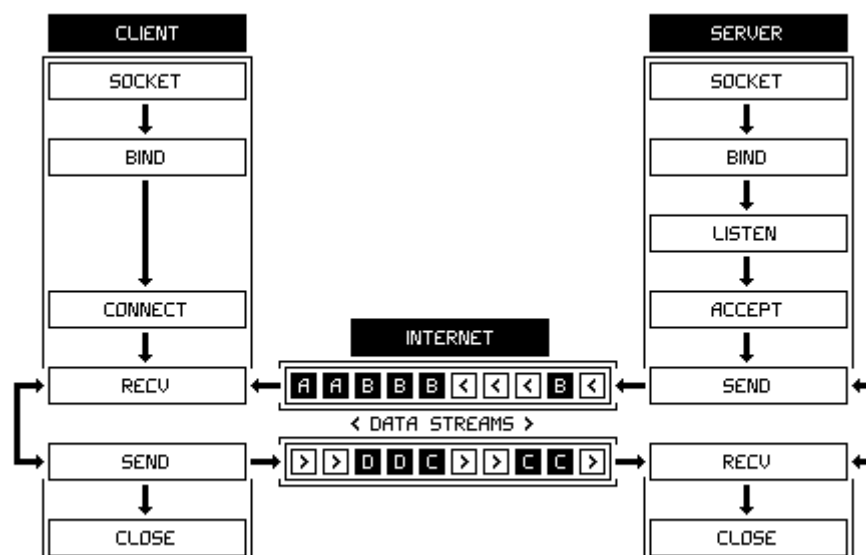 CLIENT
SERVER
SOCKET
SOCKET
BIND
BIND
LISTEN
CONNECT
ACCEPT
INTERNET
RECV
A A B B B < < < B <
SEND
< DATA STREAMS >
SEND
> > D D C > > C C >
RECV
CLOSE
CLOSE